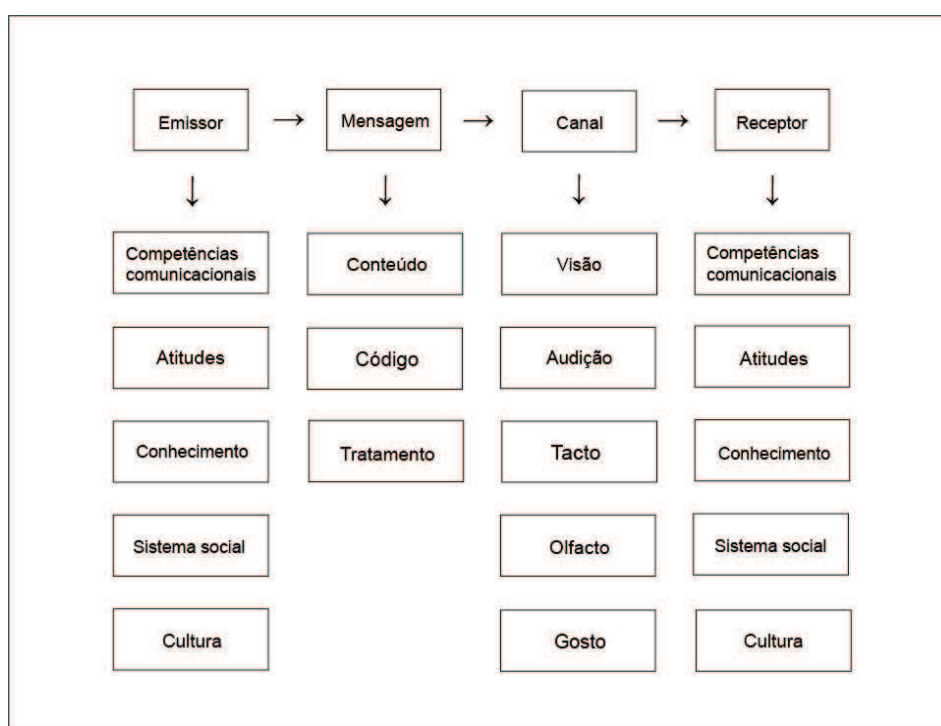 Emissor → Mensagem → Canal → Receptor
↓ ↓ ↓ ↓
Competências
comunicacionais
Conteúdo
Visão
Competências
comunicacionais
Atitudes
Código
Audição
Atitudes
Conhecimento
Tratamento
Tacto
Conhecimento
Sistema social
Olfacto
Sistema social
Cultura
Gosto
Cultura